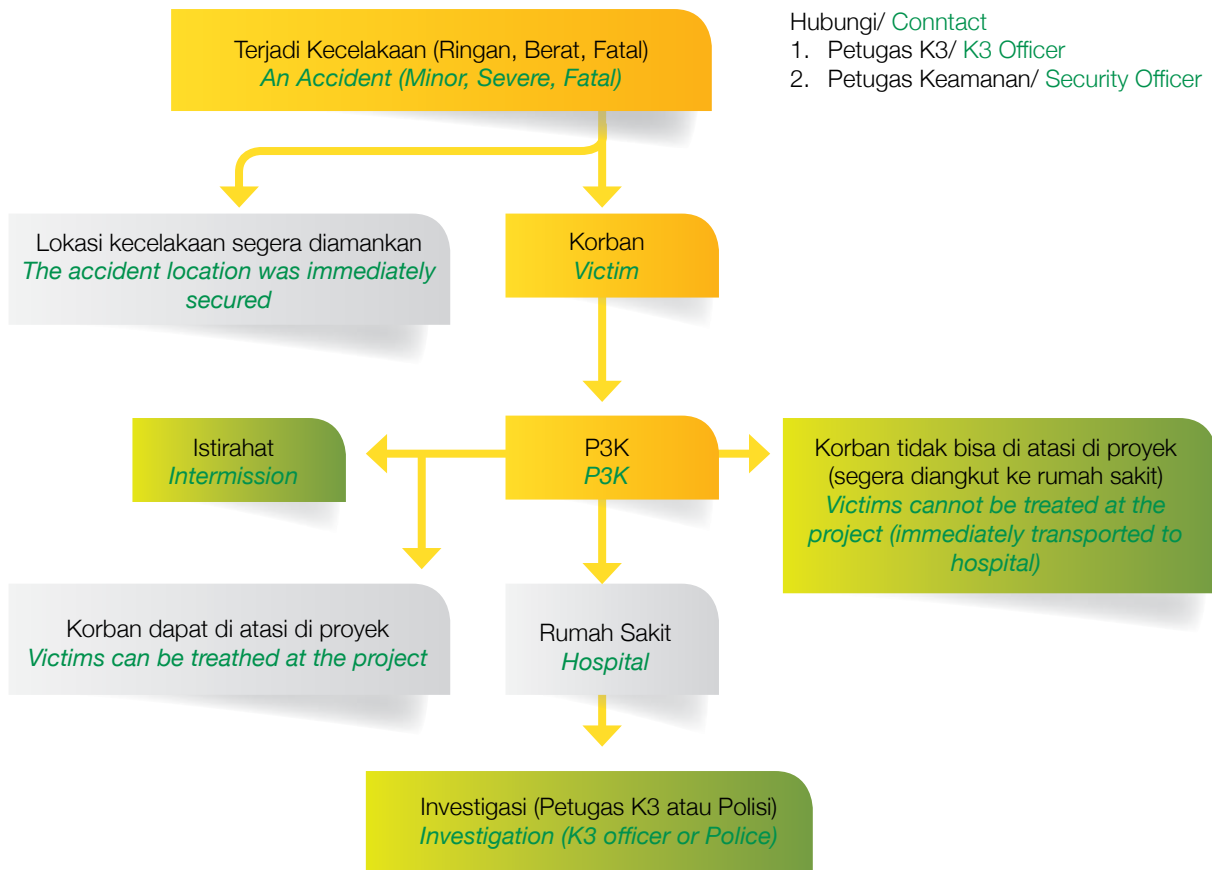 Terjadi Kecelakaan (Ringan, Berat, Fatal)
An Accident (Minor, Severe, Fatal)
Hubungi/ Conntact
1. Petugas K3/ K3 Officer
2. Petugas Keamanan/ Security Officer
Lokasi kecelakaan segera diamankan
The accident location was immediately
secured
Korban
Victim
Istirahat
Intermission
P3K
P3K
Korban tidak bisa di atasi di proyek
(segera diangkut ke rumah sakit)
Victims cannot be treated at the
project (immediately transported to
hospital)
Korban dapat di atasi di proyek
Victims can be treathed at the project
Rumah Sakit
Hospital
Investigasi (Petugas K3 atau Polisi)
Investigation (K3 officer or Police)